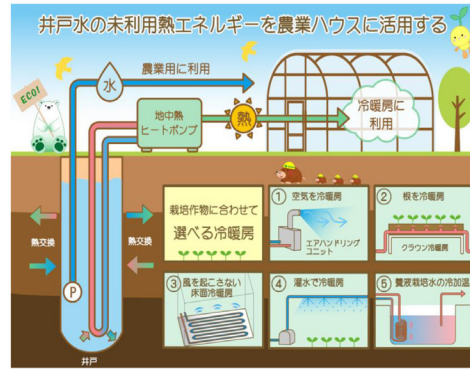 井戸水の未利用熱エネルギーを農業ハウスに活用する
ECO!
水
農業用に利用
地中熱
ヒートポンプ
熱
冷暖房に
利用
熱交換
熱交換
P
井戸
栽培作物に合わせて
選べる冷暖房
① 空気を冷暖房
エアハンドリング
ユニット
② 根を冷暖房
クラウン冷暖房
③ 風を起こさない
床面冷暖房
④ 灌水で冷暖房
⑤ 養液栽培水の冷加温